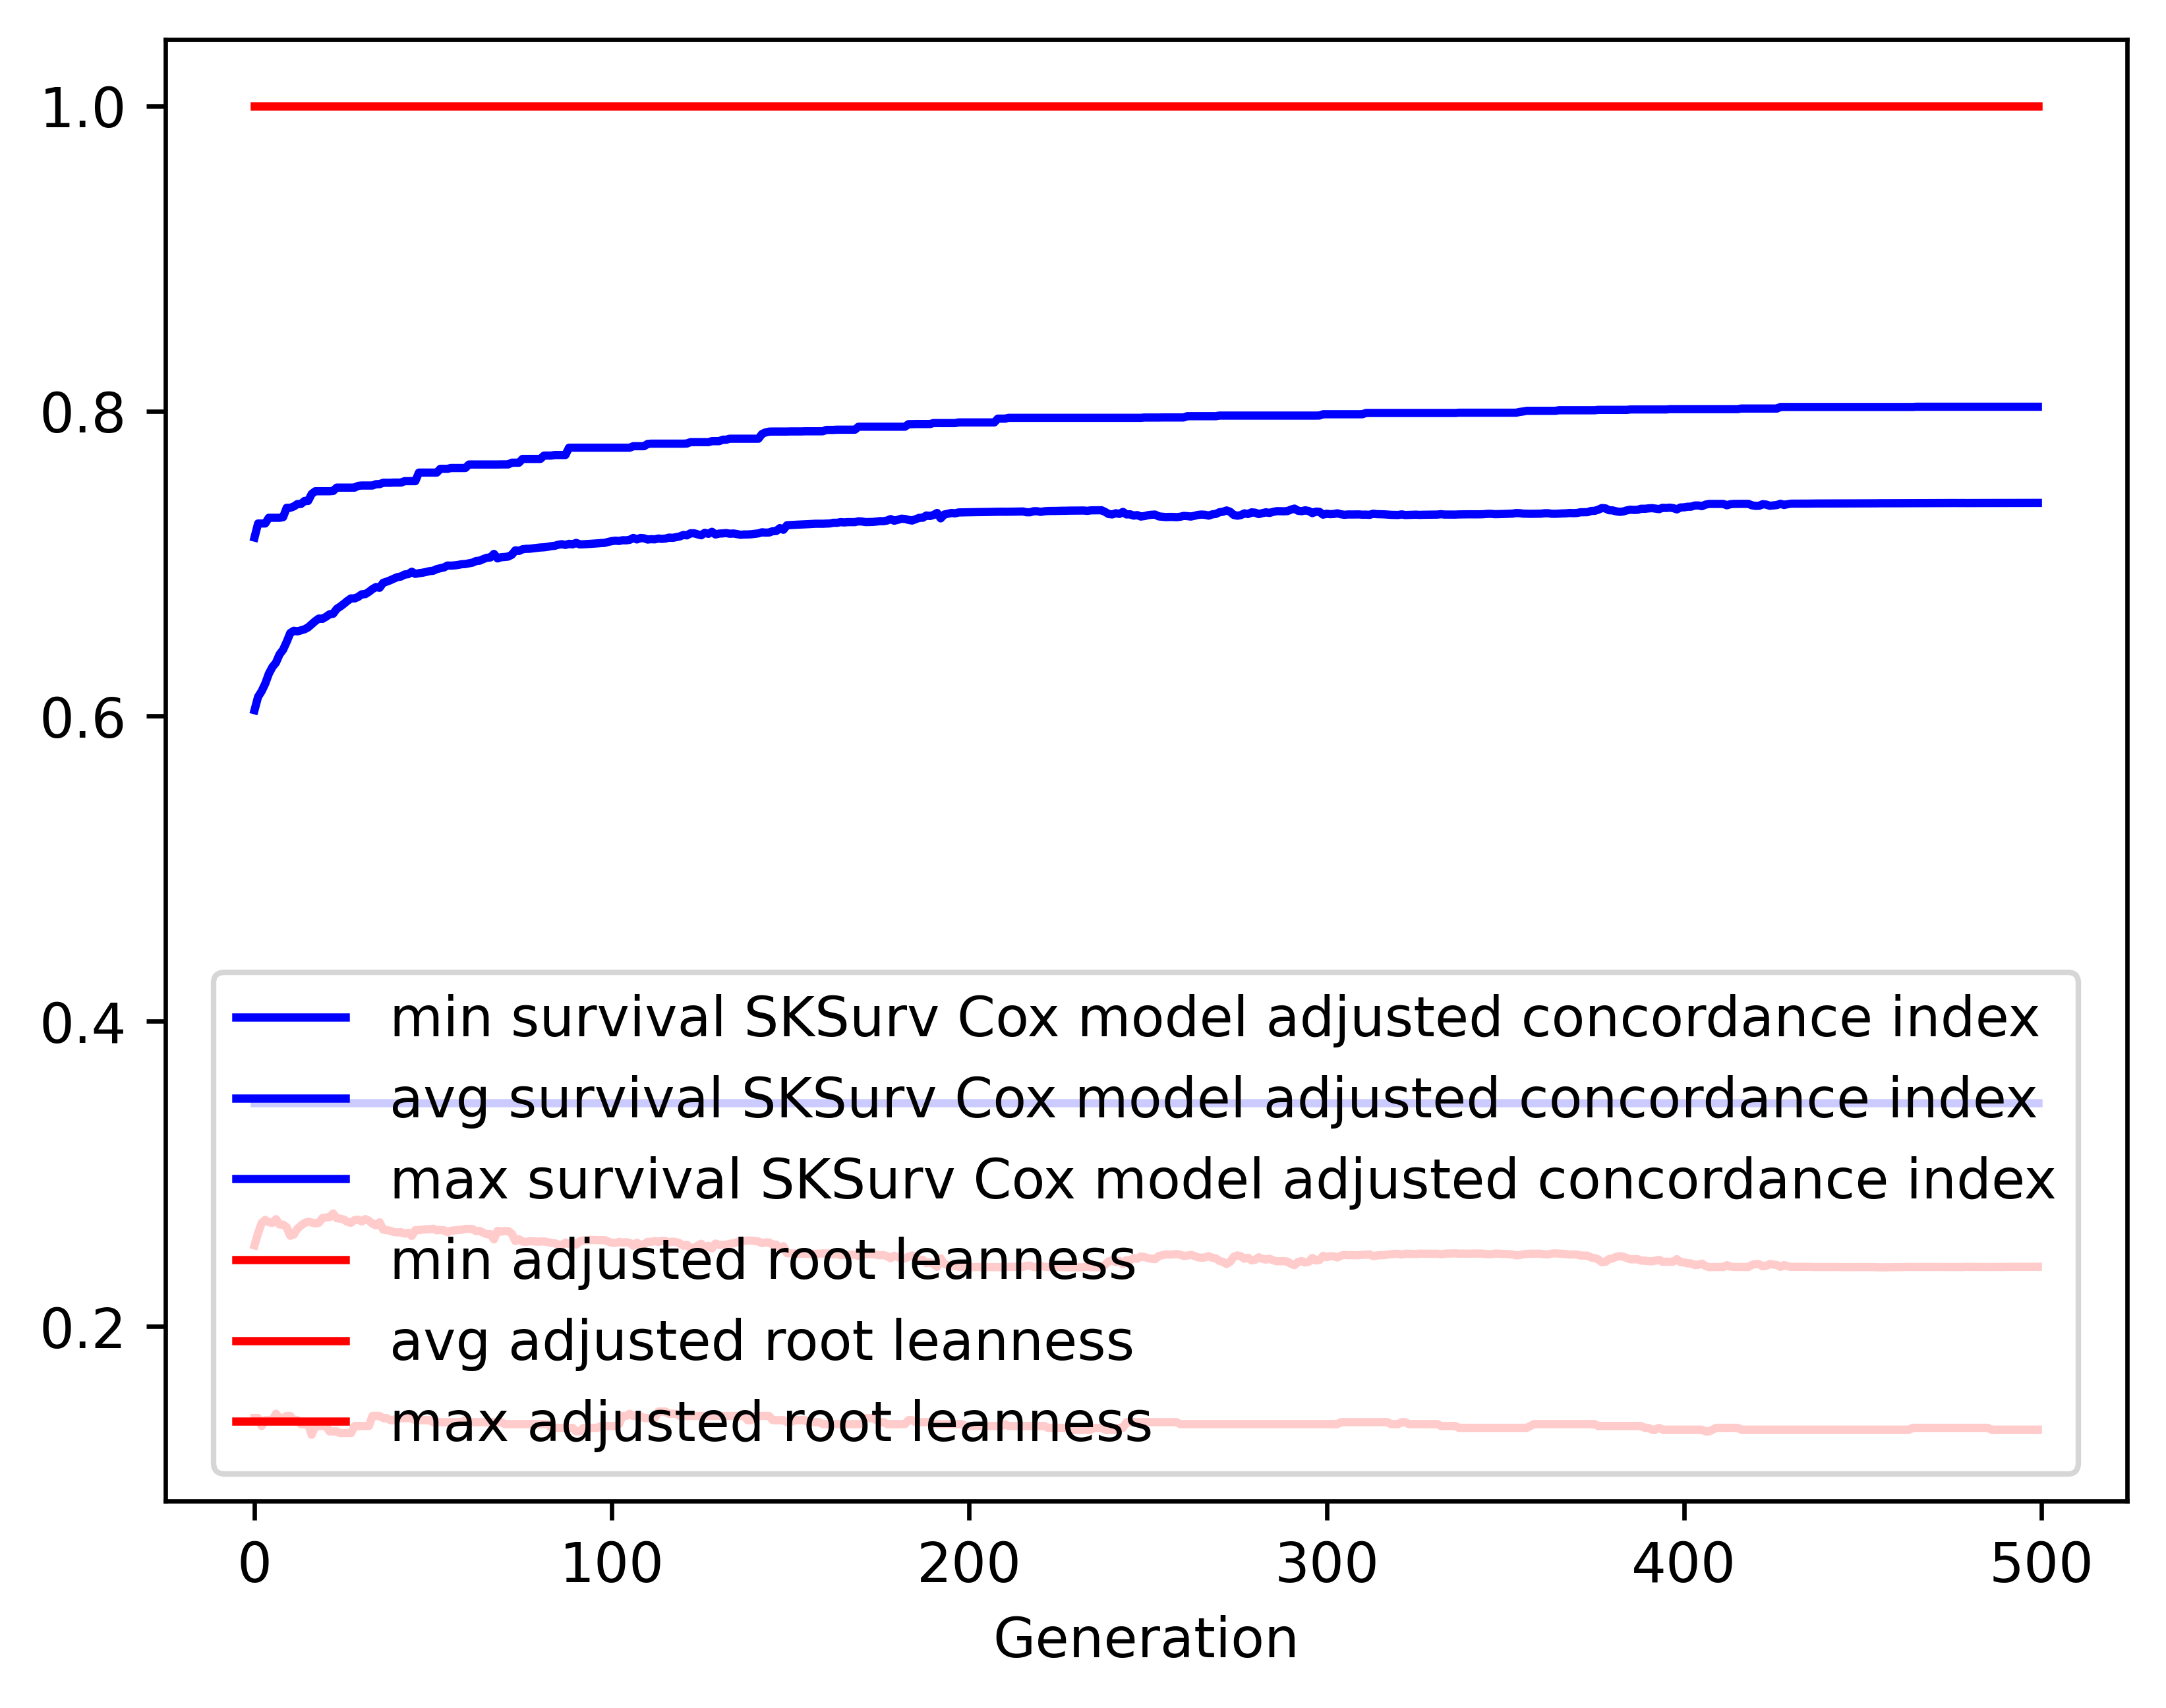 1.0
0.8
0.6
0.4
0.2
min survival SKSurv Cox model adjusted concordance index
avg survival SKSurv Cox model adjusted concordance index
max survival SKSurv Cox model adjusted concordance index
min adjusted root leanness
avg adjusted root leanness
max adjusted root leanness
0 100 200 300 400 500
Generation